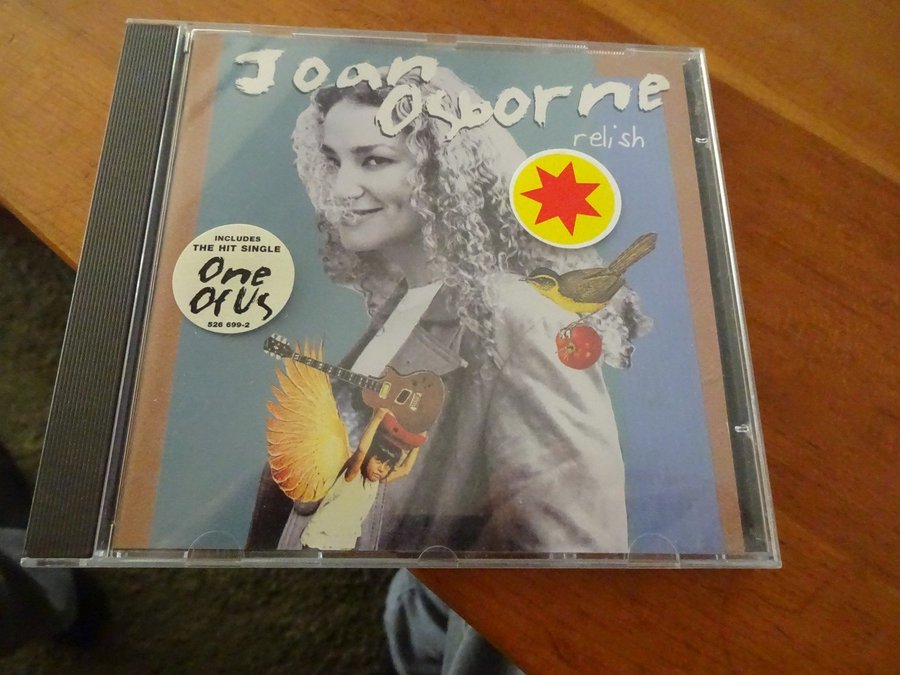 Joan
Osborne
relish
INCLUDES
THE HIT SINGLE
One
Of Us
526 699-2